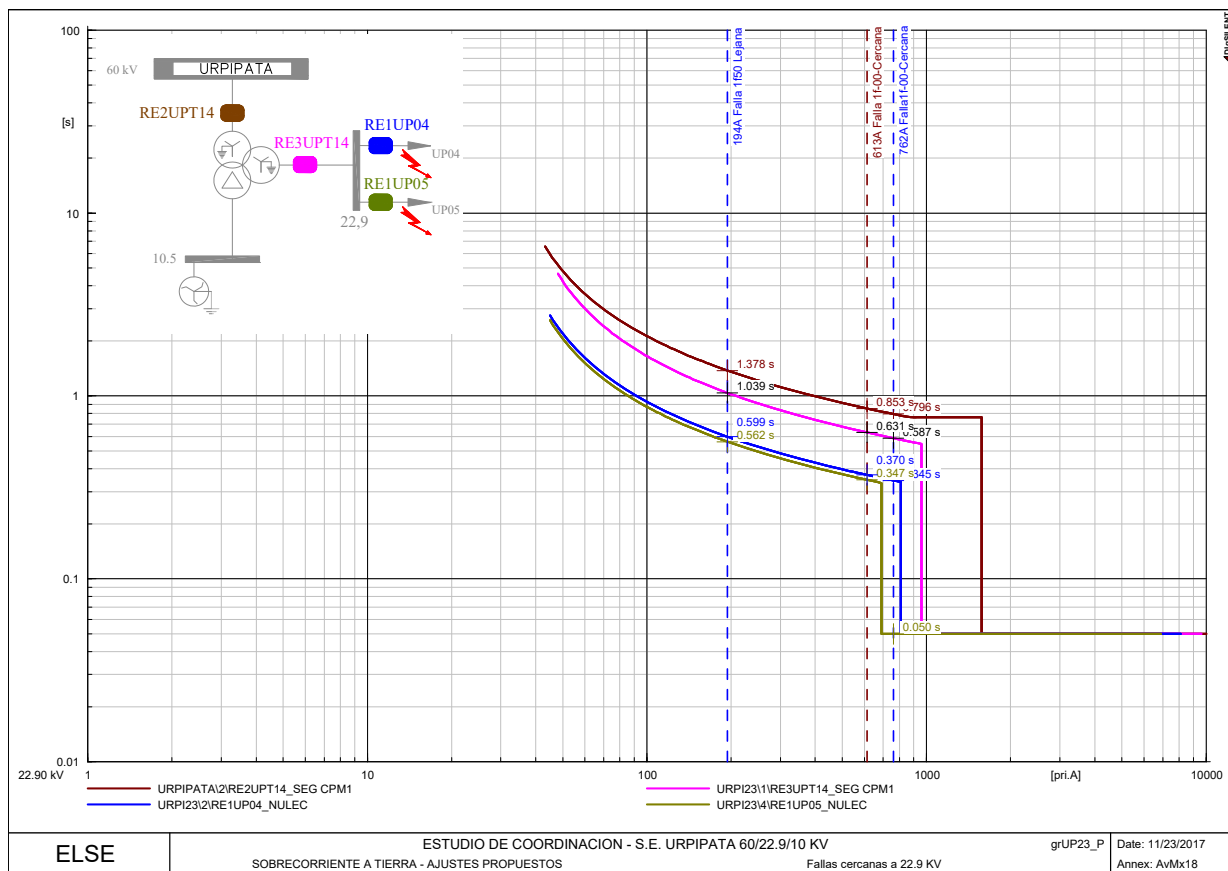 100
[s]
10
1
0.1
0.01
22.90 kV
1
10
100
1000
[pri.A]
10000
DIgSILENT
60 kV
URPIPATA
RE2UPT14
RE3UPT14
RE1UP04
UP04
RE1UP05
UP05
22,9
10.5
194A Falla 1f50 Lejana
613A Falla 1f-00-Cercana
762A Falla1f-00-Cercana
1.378 s
1.039 s
0.599 s
0.562 s
0.853 s
0.796 s
0.631 s
0.587 s
0.370 s
0.345 s
0.347 s
0.050 s
URPIPATA\2\RE2UPT14_SEG CPM1
URPI23\1\RE3UPT14_SEG CPM1
URPI23\2\RE1UP04_NULEC
URPI23\4\RE1UP05_NULEC
ELSE
ESTUDIO DE COORDINACION - S.E. URPIPATA 60/22.9/10 KV
SOBRECORRIENTE A TIERRA - AJUSTES PROPUESTOS
Fallas cercanas a 22.9 KV
grUP23_P
Date: 11/23/2017
Annex: AvMx18